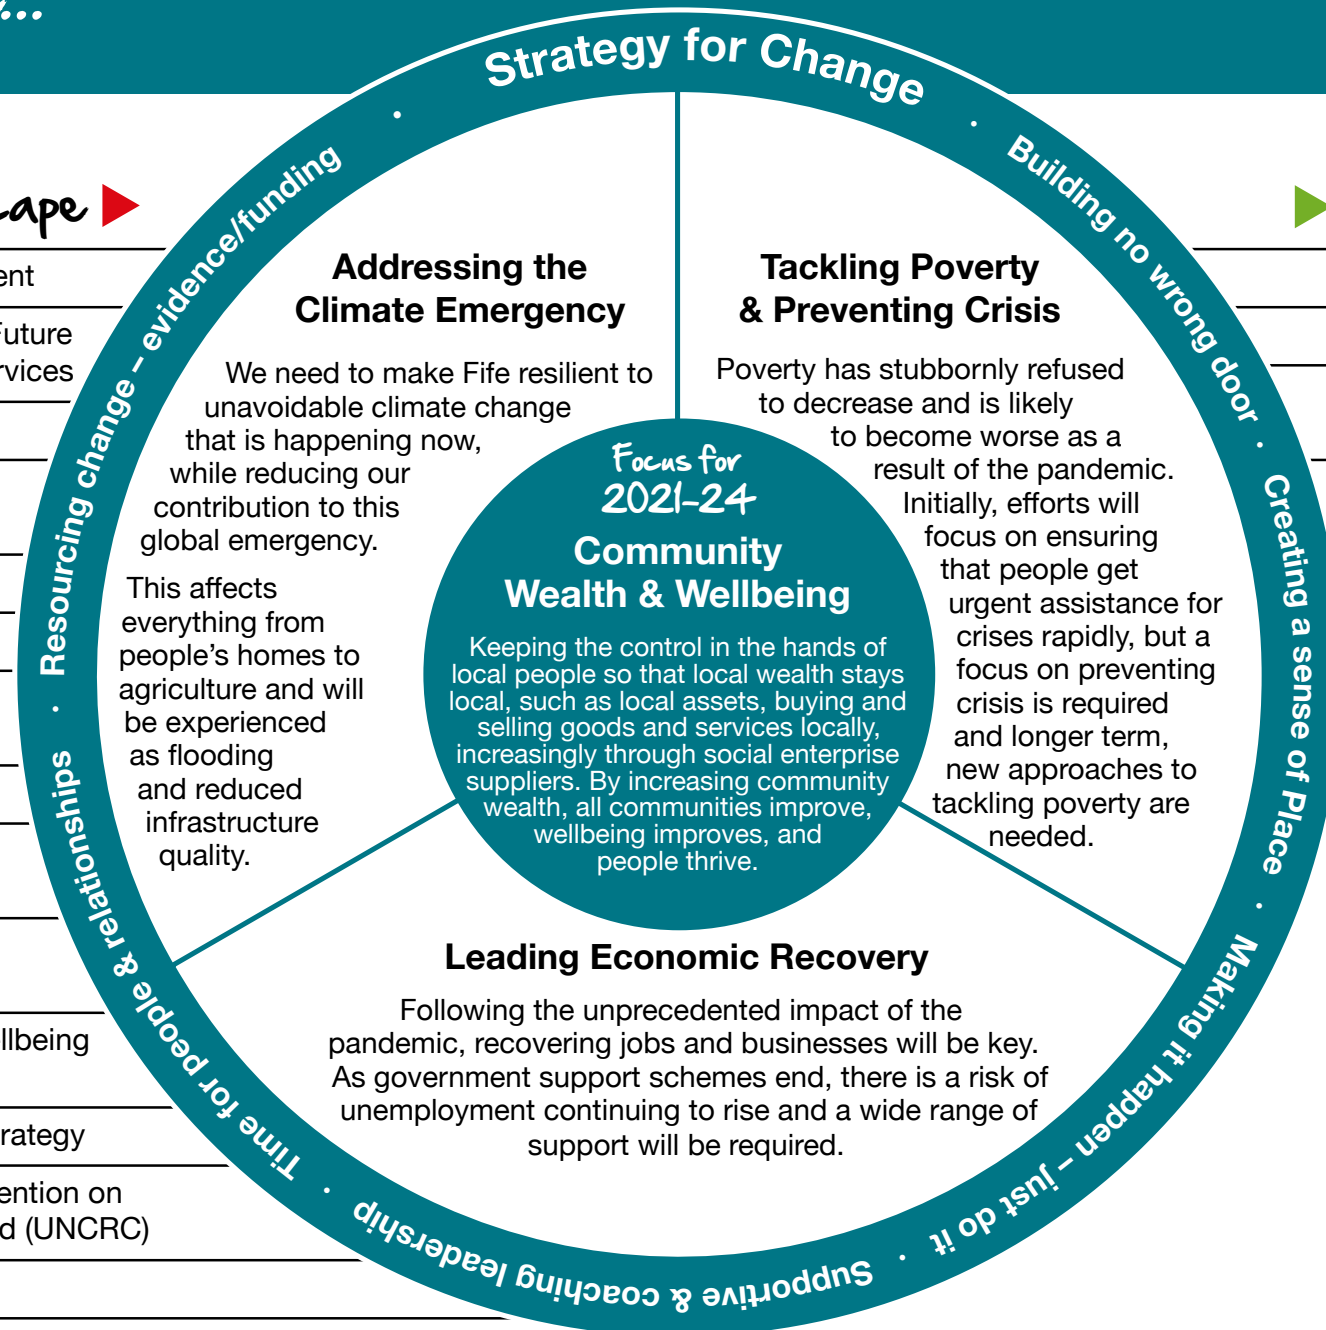 Strategy for Change
· Building no wrong door · Creating a sense of Place · Making it happen – just do it · Supportive & coaching leadership · Time for people & relationships · Resourcing change – evidence/funding ·
Addressing the
Climate Emergency
We need to make Fife resilient to
unavoidable climate change
that is happening now,
while reducing our
contribution to this
global emergency.
This affects
everything from
people's homes to
agriculture and will
be experienced
as flooding
and reduced
infrastructure
quality.
Tackling Poverty
& Preventing Crisis
Poverty has stubbornly refused
to decrease and is likely
to become worse as a
result of the pandemic.
Initially, efforts will
focus on ensuring
that people get
urgent assistance for
crises rapidly, but a
focus on preventing
crisis is required
and longer term,
new approaches to
tackling poverty are
needed.
Focus for
2021-24
Community
Wealth & Wellbeing
Keeping the control in the hands of
local people so that local wealth stays
local, such as local assets, buying and
selling goods and services locally,
increasingly through social enterprise
suppliers. By increasing community
wealth, all communities improve,
wellbeing improves, and
people thrive.
Leading Economic Recovery
Following the unprecedented impact of the
pandemic, recovering jobs and businesses will be key.
As government support schemes end, there is a risk of
unemployment continuing to rise and a wide range of
support will be required.
ention on
(UNCRC)